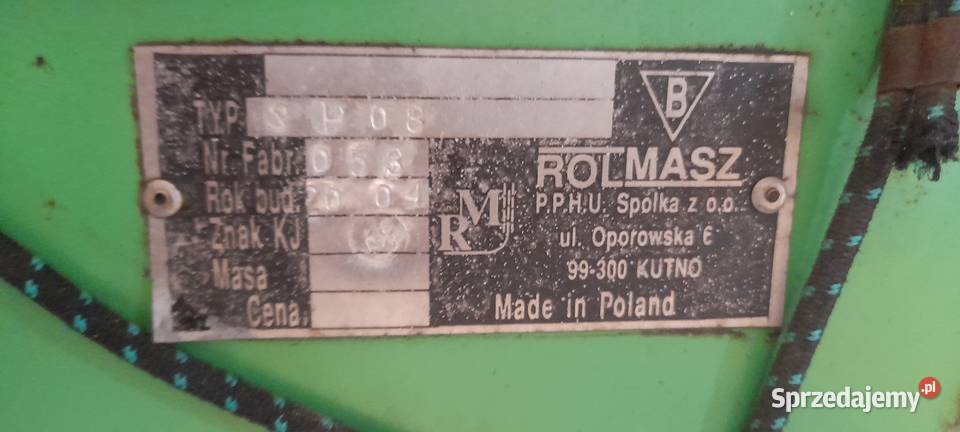 B
TYP S P 08
Nr. Fabr. 053
Rok bud. 2004
Znak KJ
Masa
Cena
RM
ROLMASZ
P.P.H.U. Spółka z o.o.
ul. Oporowska 6
99-300 KUTNO
Made in Poland
Sprzedajemy.pl